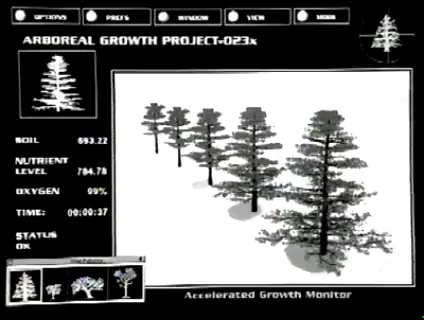 OPTIONS
PREFS
WINDOW
VIEW
MODE
ARBOREAL GROWTH PROJECT-023x
SOIL 693.22
NUTRIENT
LEVEL 784.78
OXYGEN 99%
TIME: 00:00:37
STATUS
OK
Accelerated Growth Monitor